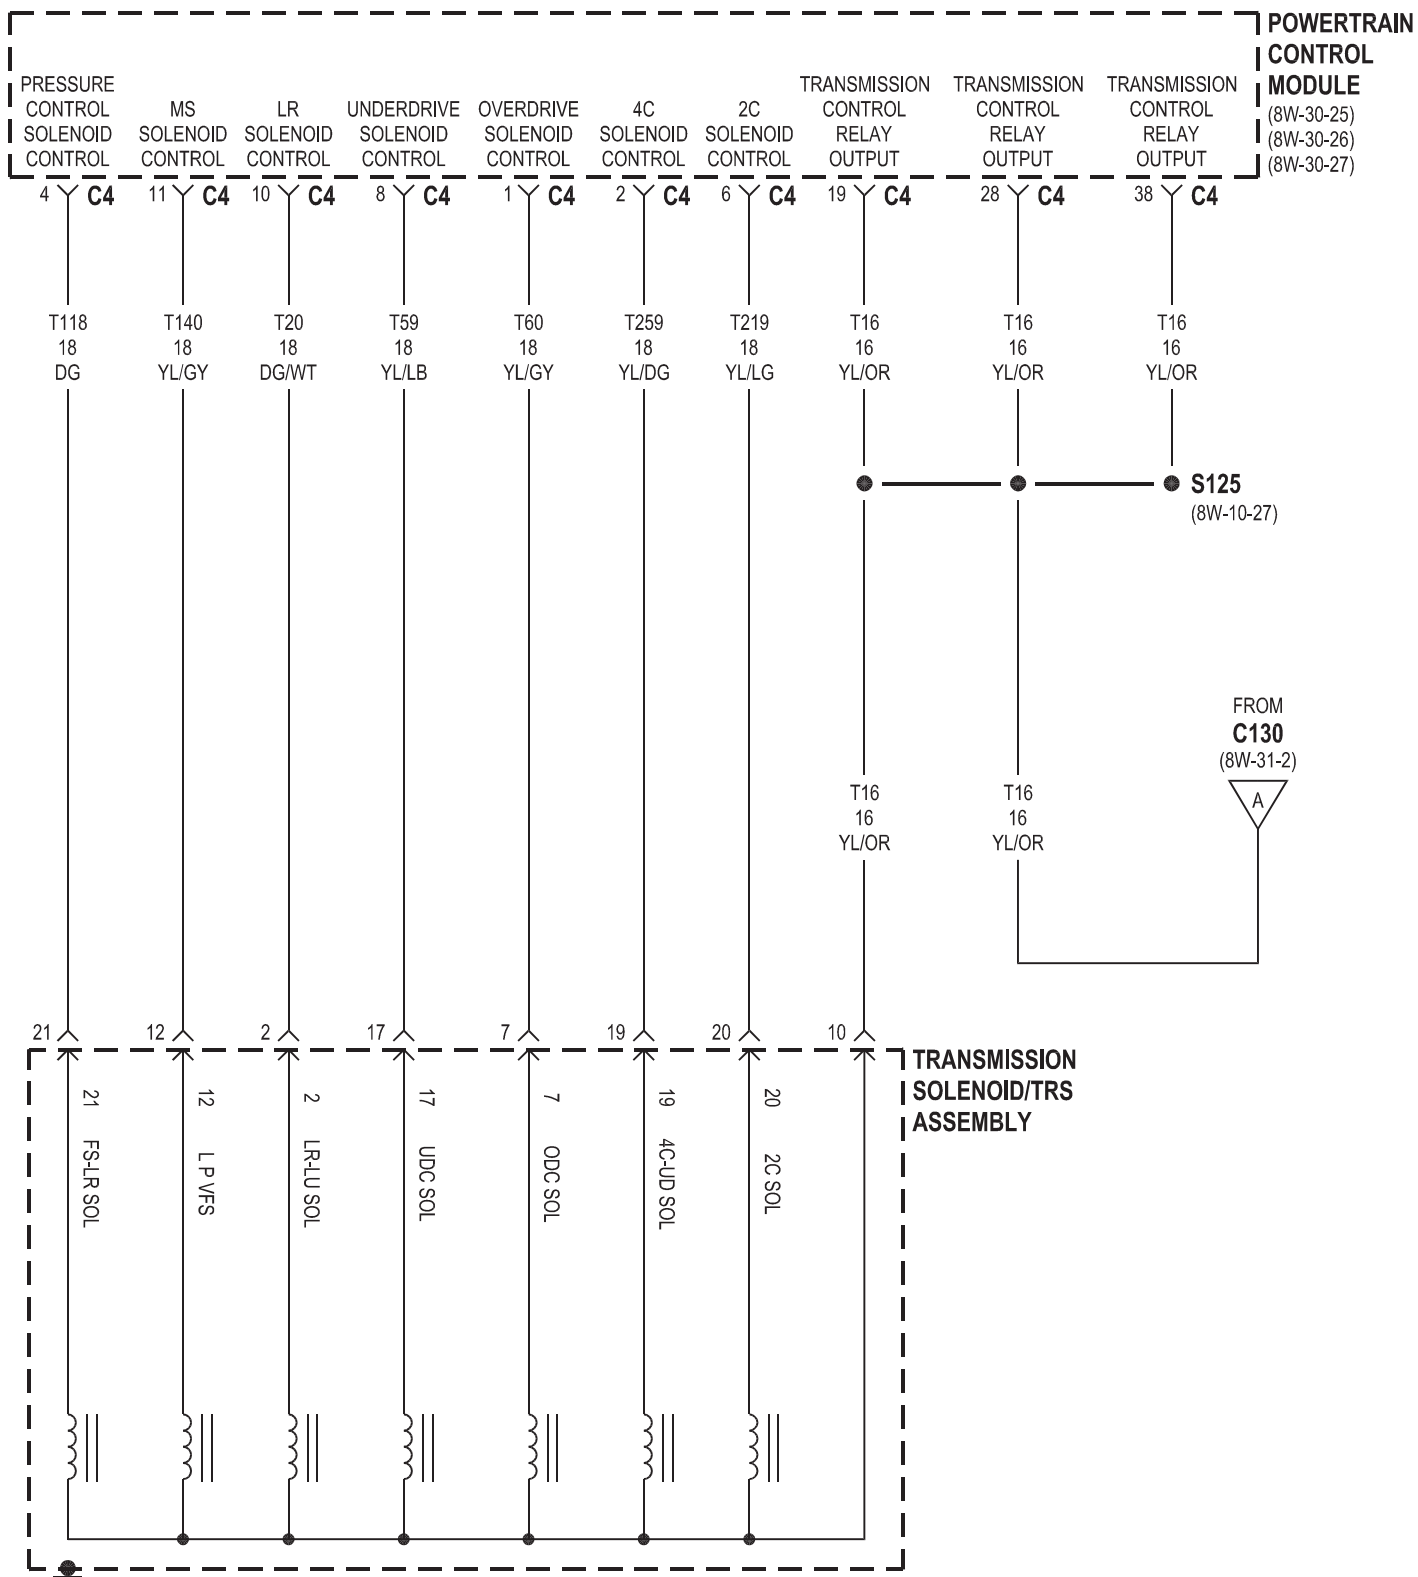 POWERTRAIN
CONTROL
MODULE
(8W-30-25)
(8W-30-26)
(8W-30-27)
PRESSURE
CONTROL
SOLENOID
CONTROL
MS
SOLENOID
CONTROL
LR
SOLENOID
CONTROL
UNDERDRIVE
SOLENOID
CONTROL
OVERDRIVE
SOLENOID
CONTROL
4C
SOLENOID
CONTROL
2C
SOLENOID
CONTROL
TRANSMISSION
CONTROL
RELAY
OUTPUT
TRANSMISSION
CONTROL
RELAY
OUTPUT
TRANSMISSION
CONTROL
RELAY
OUTPUT
4 C4 11 C4 10 C4 8 C4 1 C4 2 C4 6 C4 19 C4 28 C4 38 C4
T118
18
DG
T140
18
YL/GY
T20
18
DG/WT
T59
18
YL/LB
T60
18
YL/GY
T259
18
YL/DG
T219
18
YL/LG
T16
16
YL/OR
T16
16
YL/OR
T16
16
YL/OR
S125
(8W-10-27)
FROM
C130
(8W-31-2)
A
T16
16
YL/OR
T16
16
YL/OR
21 12 2 17 7 19 20 10
TRANSMISSION
SOLENOID/TRS
ASSEMBLY
21 FS-LR SOL
12 L P VFS
2 LR-LU SOL
17 UDC SOL
7 ODC SOL
19 4C-UD SOL
20 2C SOL